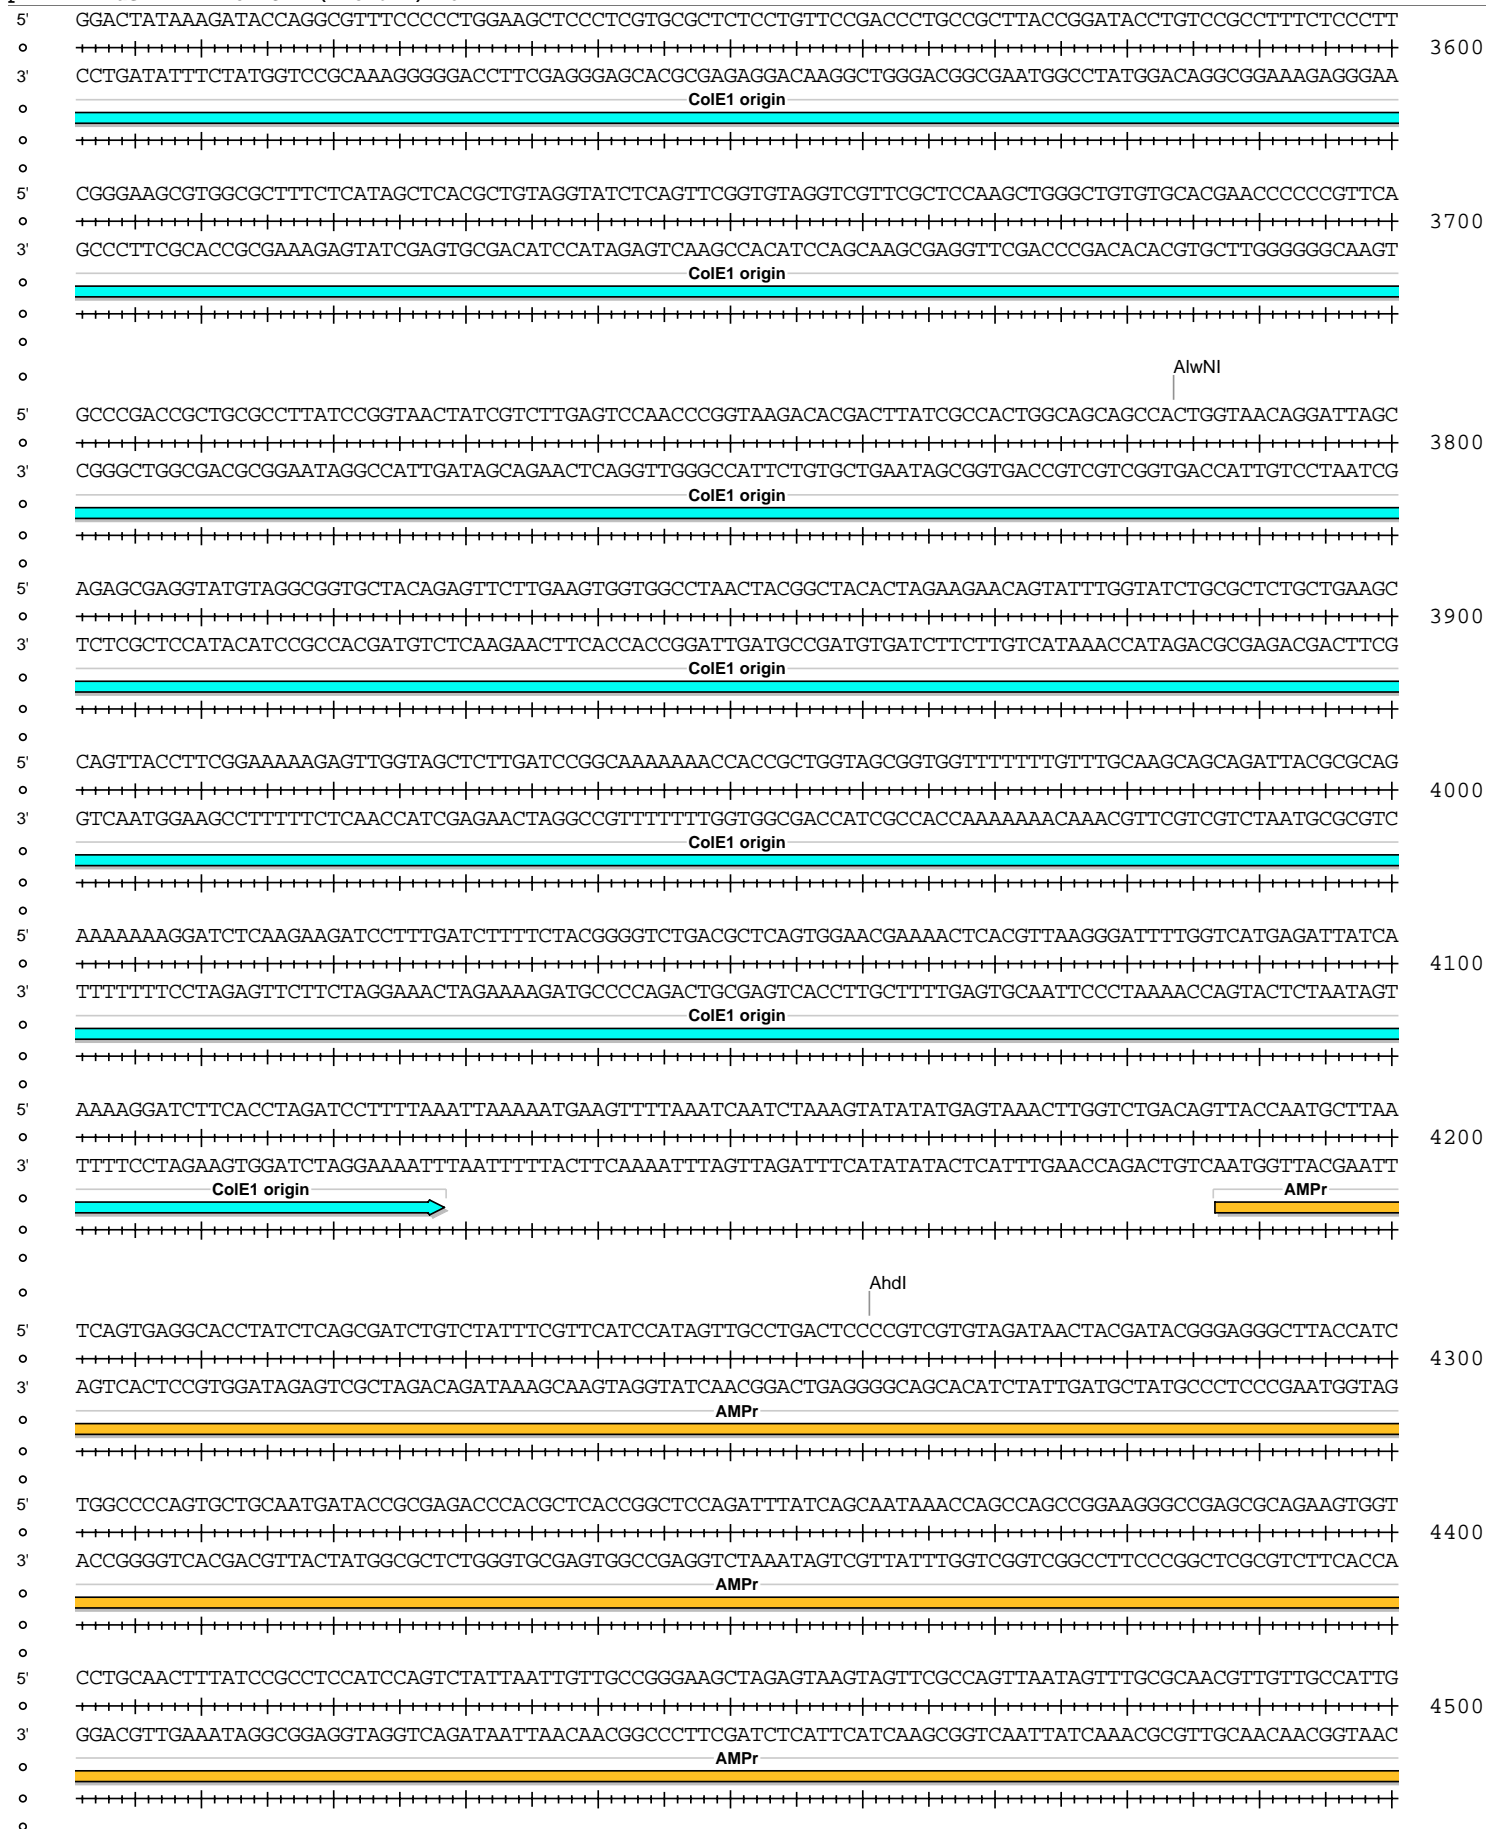 5' GGACTATAAAGATACCAGGCGTTTCCCCCTGGAAGCTCCCTCGTGCGCTCTCCTGTTCCGACCCTGCCGCTTACCGGATACCTGTCCGCCTTTCTCCCTT
3600
3' CCTGATATTTCTATGGTCCGCAAAGGGGGACCTTCGAGGGAGCACGCGAGAGGACAAGGCTGGGACGGCGAATGGCCTATGGACAGGCGGAAAGAGGGAA
ColE1 origin
5' CGGGAAGCGTGGCGCTTTCTCATAGCTCACGCTGTAGGTATCTCAGTTCGGTGTAGGTCGTTCGCTCCAAGCTGGGCTGTGTGCACGAACCCCCCGTTCA
3700
3' GCCCTTCGCACCGCGAAAGAGTATCGAGTGCGACATCCATAGAGTCAAGCCACATCCAGCAAGCGAGGTTCGACCCGACACACGTGCTTGGGGGGCAAGT
ColE1 origin
AlwNI
5' GCCCGACCGCTGCGCCTTATCCGGTAACTATCGTCTTGAGTCCAACCCGGTAAGACACGACTTATCGCCACTGGCAGCAGCCACTGGTAACAGGATTAGC
3800
3' CGGGCTGGCGACGCGGAATAGGCCATTGATAGCAGAACTCAGGTTGGGCCATTCTGTGCTGAATAGCGGTGACCGTCGTCGGTGACCATTGTCCTAATCG
ColE1 origin
5' AGAGCGAGGTATGTAGGCGGTGCTACAGAGTTCTTGAAGTGGTGGCCTAACTACGGCTACACTAGAAGAACAGTATTTGGTATCTGCGCTCTGCTGAAGC
3900
3' TCTCGCTCCATACATCCGCCACGATGTCTCAAGAACTTCACCACCGGATTGATGCCGATGTGATCTTCTTGTCATAAACCATAGACGCGAGACGACTTCG
ColE1 origin
5' CAGTTACCTTCGGAAAAAGAGTTGGTAGCTCTTGATCCGGCAAAAAAACCACCGCTGGTAGCGGTGGTTTTTTTGTTTGCAAGCAGCAGATTACGCGCAG
4000
3' GTCAATGGAAGCCTTTTTCTCAACCATCGAGAACTAGGCCGTTTTTTTGGTGGCGACCATCGCCACCAAAAAAACAAACGTTCGTCGTCTAATGCGCGTC
ColE1 origin
5' AAAAAAAGGATCTCAAGAAGATCCTTTGATCTTTTCTACGGGGTCTGACGCTCAGTGGAACGAAAACTCACGTTAAGGGATTTTGGTCATGAGATTATCA
4100
3' TTTTTTTCCTAGAGTTCTTCTAGGAAACTAGAAAAGATGCCCCAGACTGCGAGTCACCTTGCTTTTGAGTGCAATTCCCTAAAACCAGTACTCTAATAGT
ColE1 origin
5' AAAAGGATCTTCACCTAGATCCTTTTAAATTAAAAATGAAGTTTTAAATCAATCTAAAGTATATATGAGTAAACTTGGTCTGACAGTTACCAATGCTTAA
4200
3' TTTTCCTAGAAGTGGATCTAGGAAAATTTAATTTTTACTTCAAAATTTAGTTAGATTTCATATATACTCATTTGAACCAGACTGTCAATGGTTACGAATT
ColE1 origin AMPr
AhdI
5' TCAGTGAGGCACCTATCTCAGCGATCTGTCTATTTCGTTCATCCATAGTTGCCTGACTCCCCGTCGTGTAGATAACTACGATACGGGAGGGCTTACCATC
4300
3' AGTCACTCCGTGGATAGAGTCGCTAGACAGATAAAGCAAGTAGGTATCAACGGACTGAGGGGCAGCACATCTATTGATGCTATGCCCTCCCGAATGGTAG
AMPr
5' TGGCCCCAGTGCTGCAATGATACCGCGAGACCCACGCTCACCGGCTCCAGATTTATCAGCAATAAACCAGCCAGCCGGAAGGGCCGAGCGCAGAAGTGGT
4400
3' ACCGGGGTCACGACGTTACTATGGCGCTCTGGGTGCGAGTGGCCGAGGTCTAAATAGTCGTTATTTGGTCGGTCGGCCTTCCCGGCTCGCGTCTTCACCA
AMPr
5' CCTGCAACTTTATCCGCCTCCATCCAGTCTATTAATTGTTGCCGGGAAGCTAGAGTAAGTAGTTCGCCAGTTAATAGTTTGCGCAACGTTGTTGCCATTG
4500
3' GGACGTTGAAATAGGCGGAGGTAGGTCAGATAATTAACAACGGCCCTTCGATCTCATTCATCAAGCGGTCAATTATCAAACGCGTTGCAACAACGGTAAC
AMPr